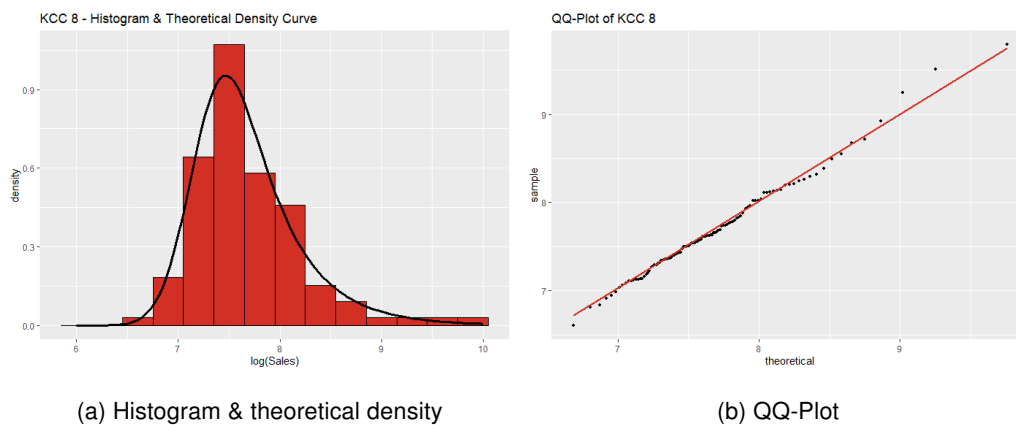 KCC 8 - Histogram & Theoretical Density Curve
density
0.9
0.6
0.3
0.0
6 7 8 9 10
log(Sales)
(a) Histogram & theoretical density
QQ-Plot of KCC 8
sample
9
8
7
7 8 9
theoretical
(b) QQ-Plot